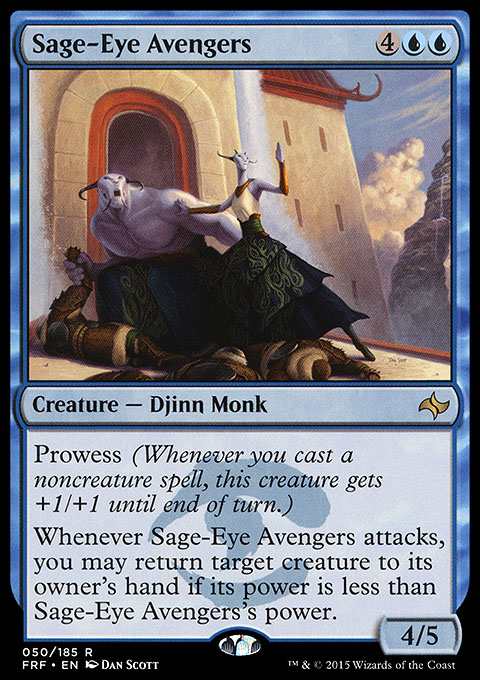 Sage-Eye Avengers 4
Creature — Djinn Monk
Prowess (Whenever you cast a
noncreature spell, this creature gets
+1/+1 until end of turn.)
Whenever Sage-Eye Avengers attacks,
you may return target creature to its
owner's hand if its power is less than
Sage-Eye Avengers's power.
4/5
050/185 R
FRF • EN Dan Scott
™ & © 2015 Wizards of the Coast